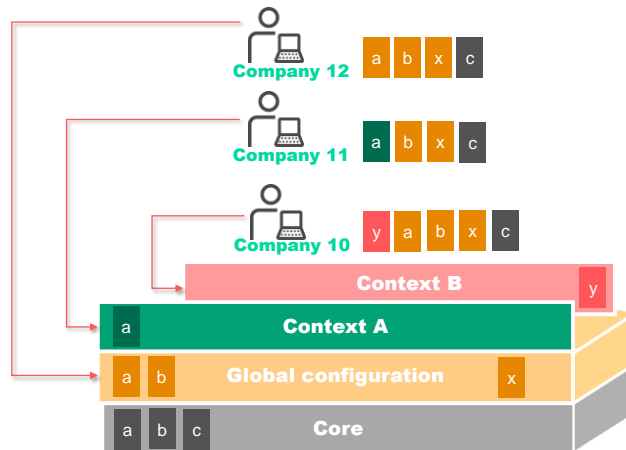 a b x c
Company 12
a b x c
Company 11
y a b x c
Company 10
Context B y
a Context A
a b Global configuration x
a b c Core